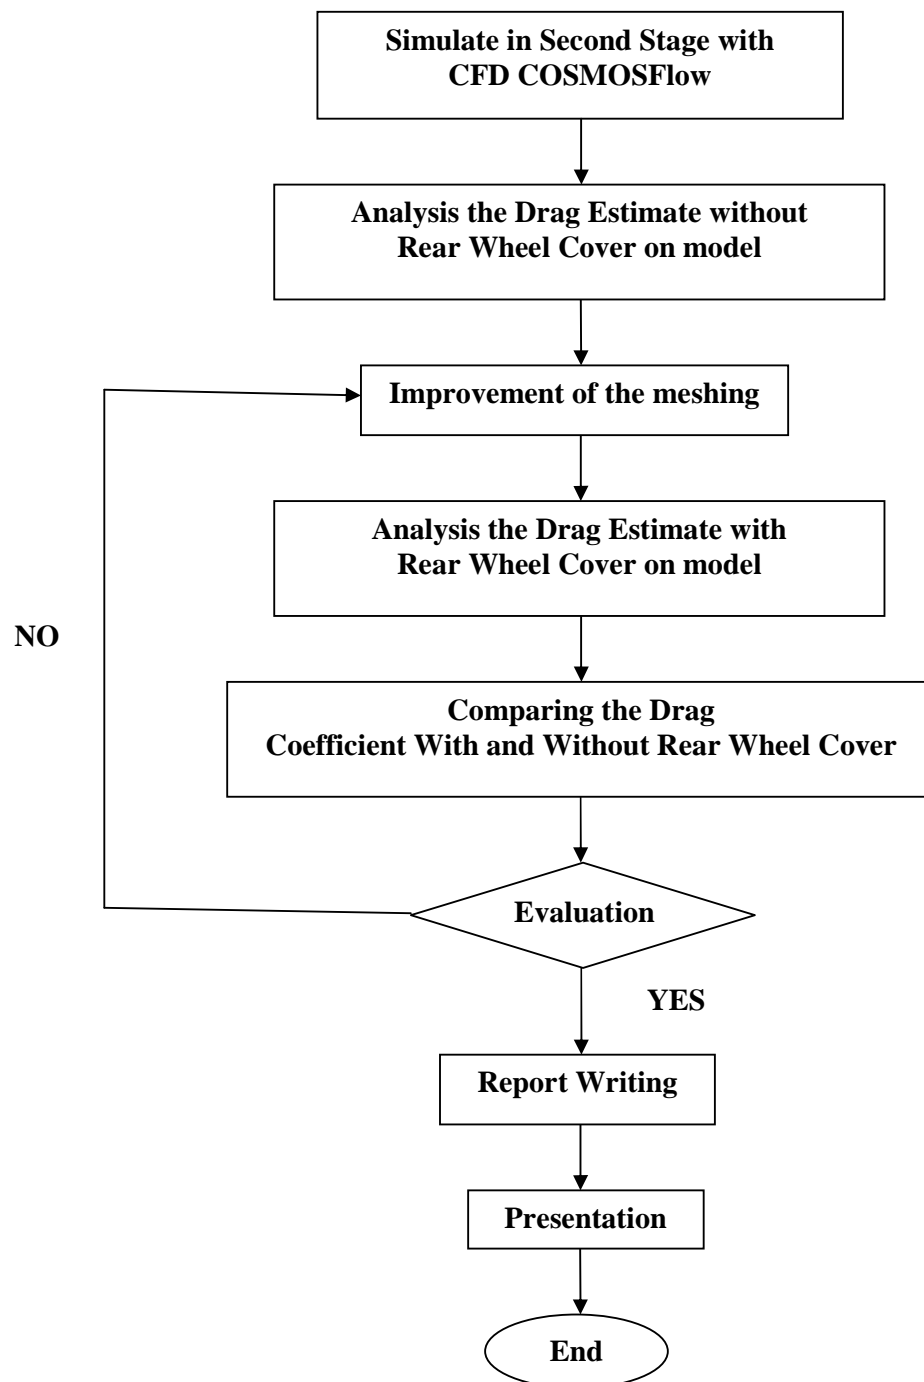 Simulate in Second Stage with
CFD COSMOSFlow
Analysis the Drag Estimate without
Rear Wheel Cover on model
Improvement of the meshing
Analysis the Drag Estimate with
Rear Wheel Cover on model
NO
Comparing the Drag
Coefficient With and Without Rear Wheel Cover
Evaluation
YES
Report Writing
Presentation
End